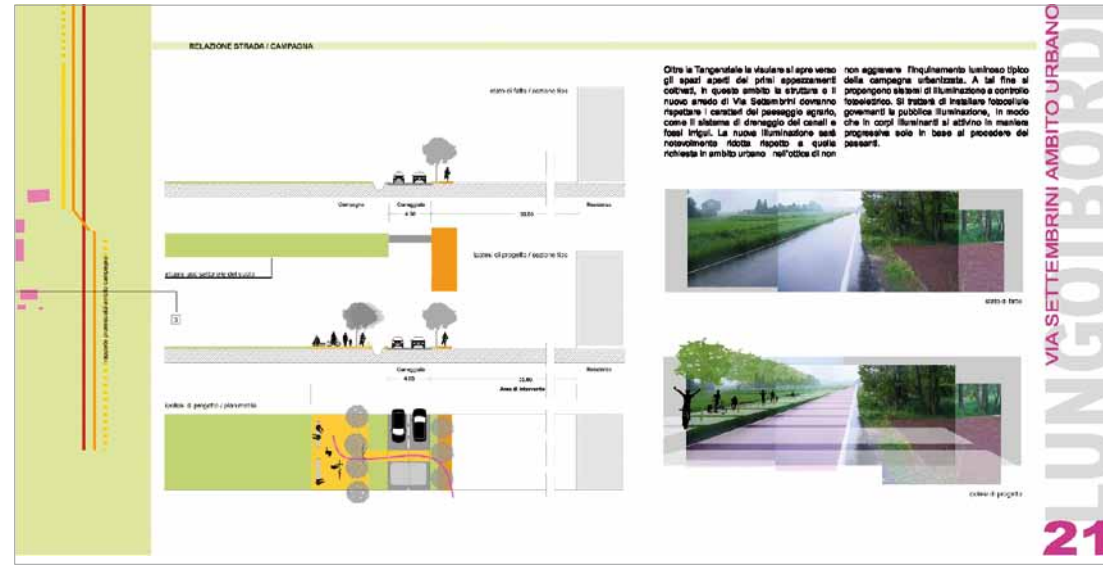 RELAZIONE STRADA / CAMPAGNA
Oltre la Tangenziale la visulare si apre verso
gli spazi aperti dei primi appezzamenti
coltivati, in questo ambito la struttura e il
nuovo arredo di Via Settembrini dovranno
rispettare i caratteri del paesaggio agrario,
come il sistema di drenaggio dei canali e
fossi irrigui. La nuova illuminazione sarà
notevolmente ridotta rispetto a quella
richiesta in ambito urbano nell'ottica di non
non aggravare l'inquinamento luminoso tipico
della campagna urbanizzata. A tal fine si
propongono sistemi di illuminazione a controllo
fotoelettrico. Si tratterà di installare fotocellule
governanti la pubblica illuminazione, in modo
che in corpi illuminanti si attivino in maniera
progressiva solo in base al procedere dei
passanti.
stato di fatto / sezione tipo
Campagna
Carreggiata
Residenza
ipotesi di progetto / sezione tipo
Carreggiata
Residenza
Area di intervento
ipotesi di progetto / planimetria
stato di fatto
ipotesi di progetto
VIA SETTEMBRINI AMBITO URBANO
LUNGOTBORDI
21